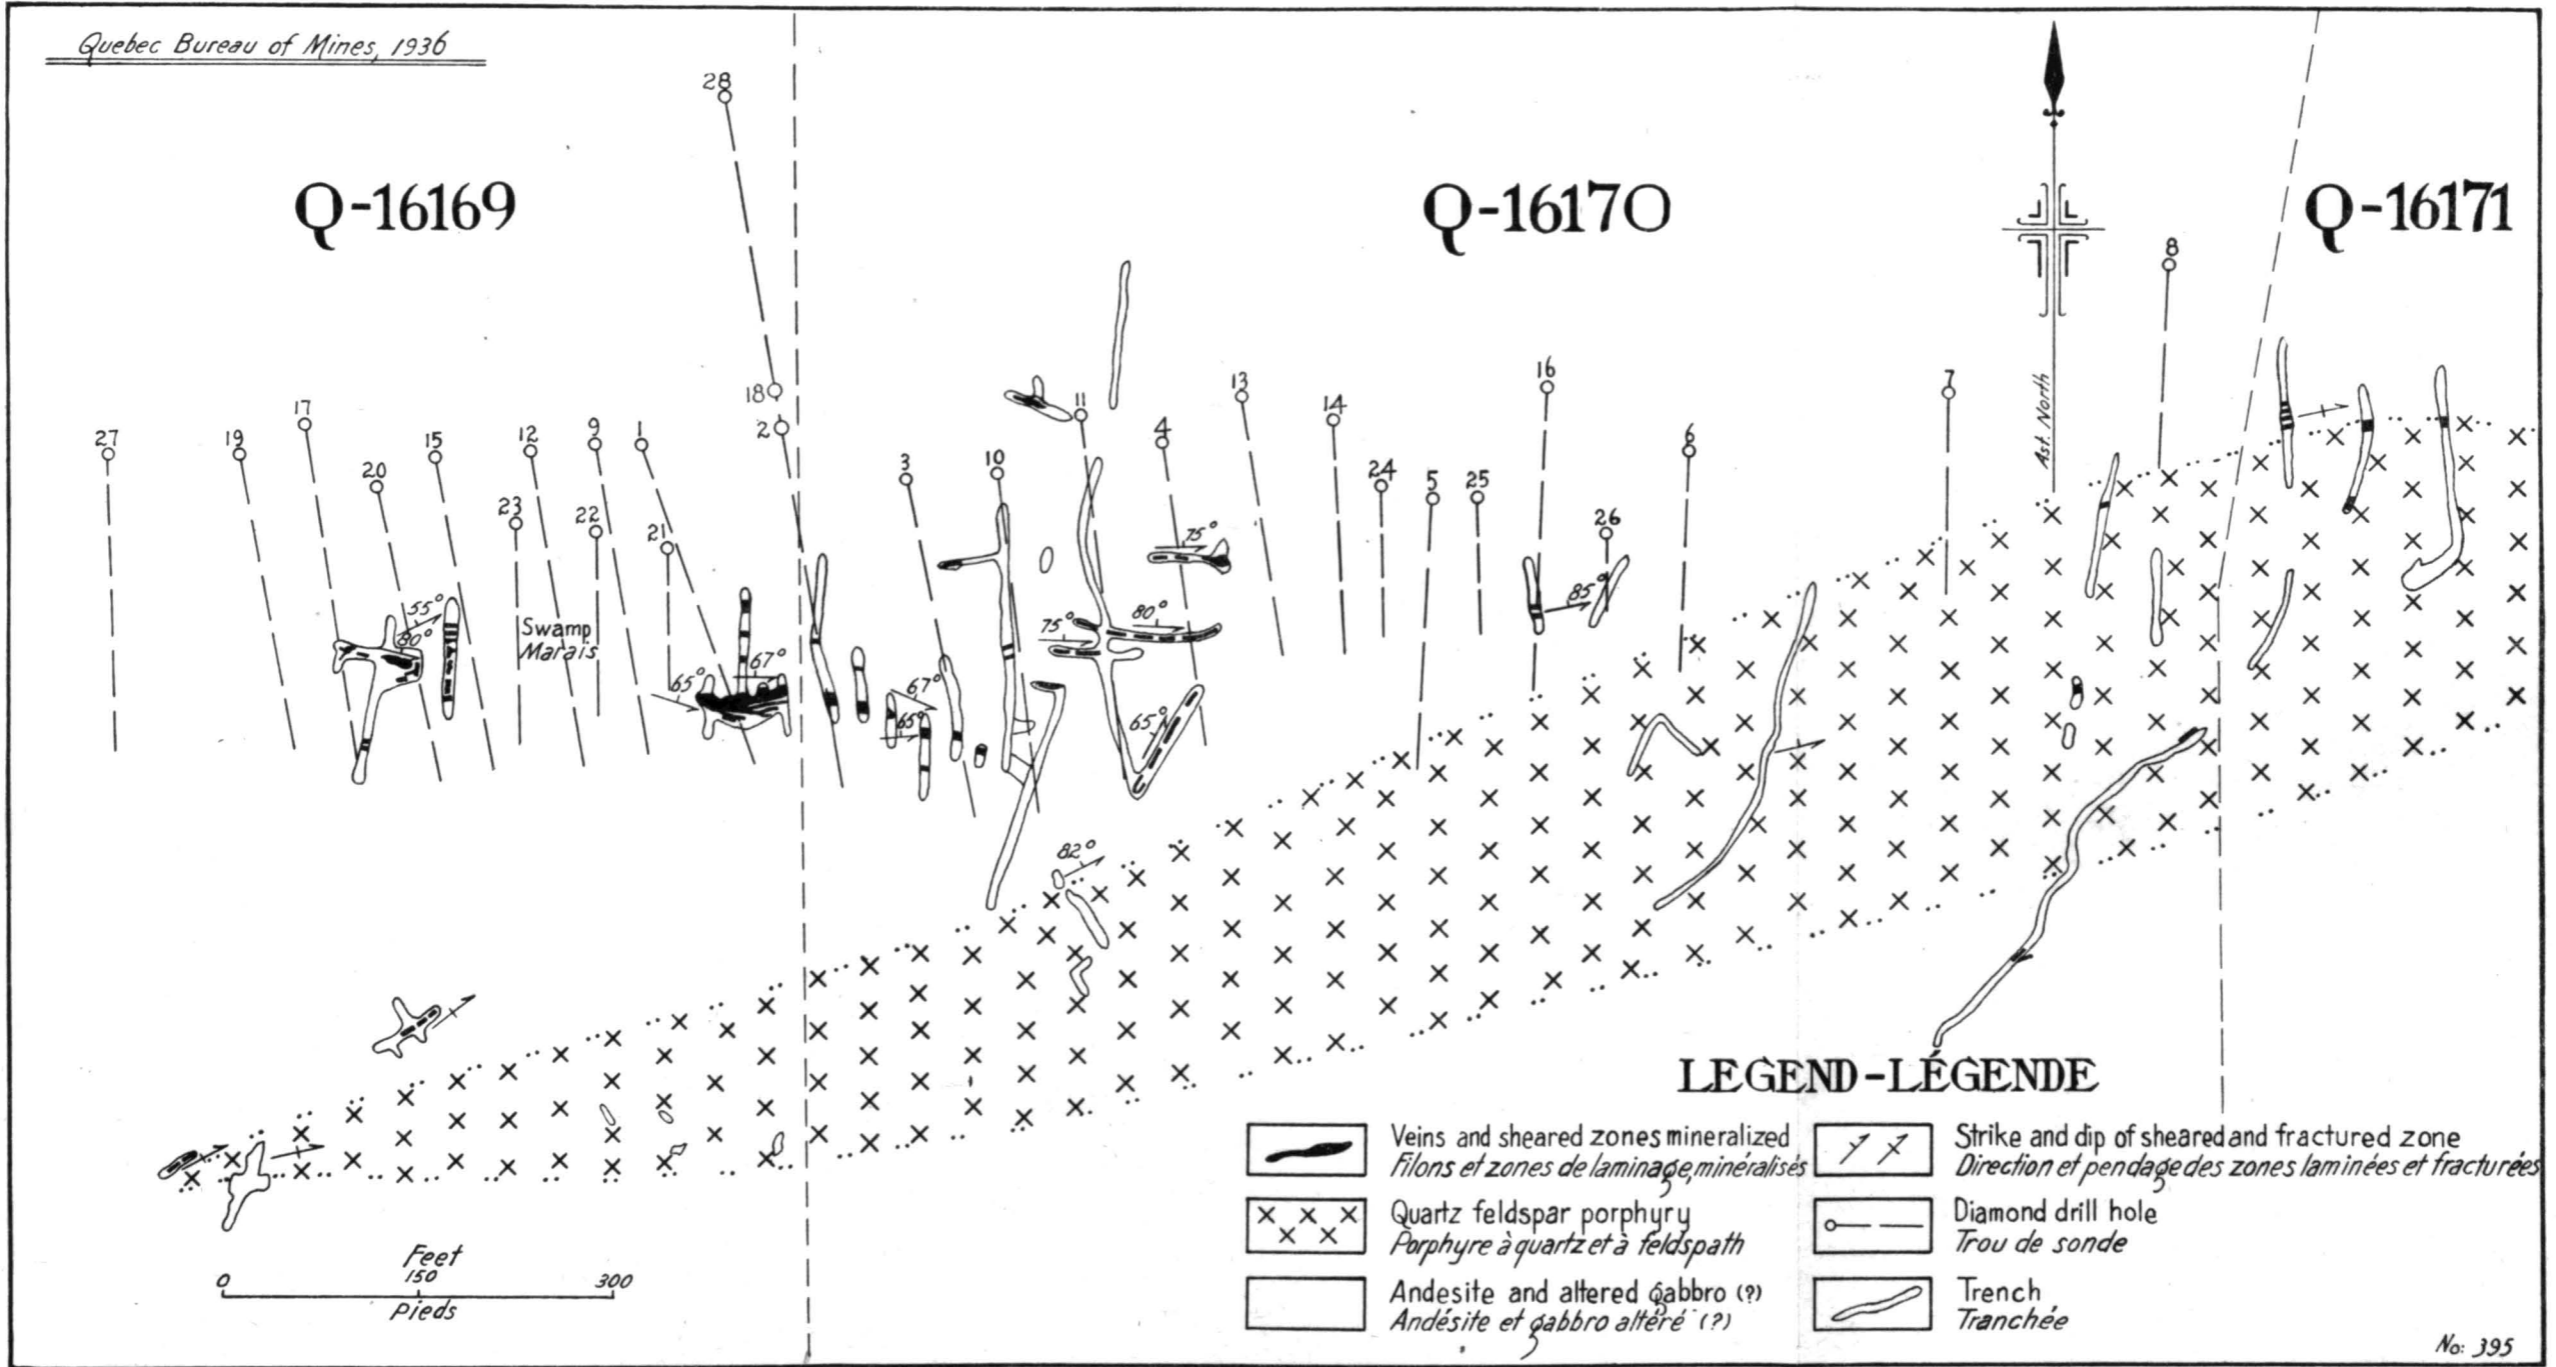 Quebec Bureau of Mines, 1936
Q-16169
Q-16170
Q-16171
28
18
2
8
27
19
17
20
15
12
23
9
22
1
21
3
10
11
4
13
14
24
5
25
16
26
6
7
Ast. North
55°
80°
Swamp
Marais
65°
67°
67°
65°
75°
75°
80°
65°
85°
82°
Feet
0 150 300
Pieds
LEGEND-LÉGENDE
Veins and sheared zones mineralized
Filons et zones de laminage, minéralisés
Quartz feldspar porphyry
Porphyre à quartz et à feldspath
Andesite and altered gabbro (?)
Andésite et gabbro altéré (?)
Strike and dip of sheared and fractured zone
Direction et pendage des zones laminées et fracturées
Diamond drill hole
Trou de sonde
Trench
Tranchée
No: 395